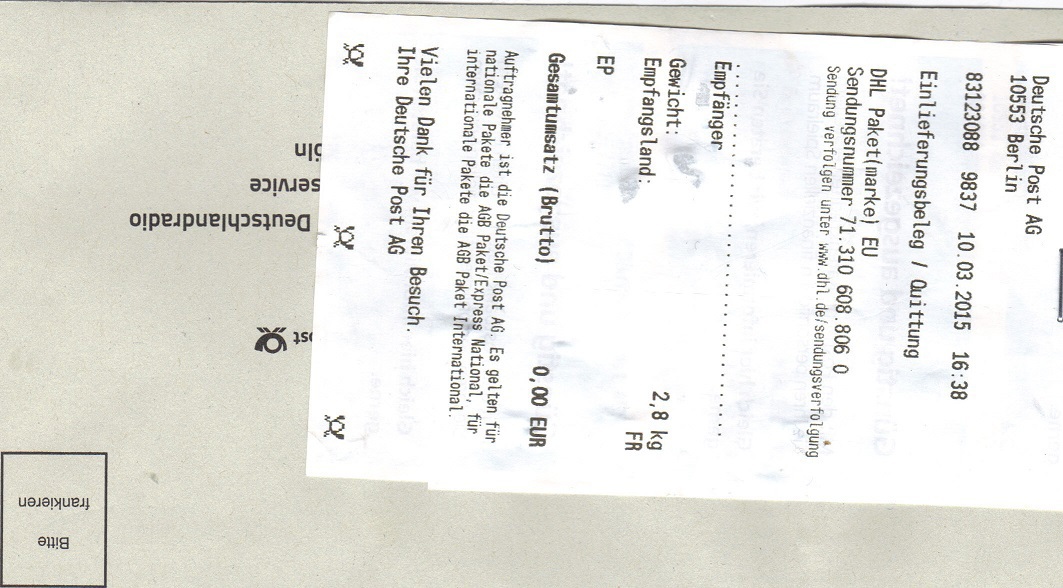 Deutsche Post AG
10553 Berlin
83123088 9837 10.03.2015 16:38
Einlieferungsbeleg / Quittung
DHL Paket(marke) EU
Sendungsnummer 71.310 608.806 0
Sendung verfolgen unter www.dhl.de/sendungsverfolgung
Empfänger
Gewicht: 2,8 kg
Empfangsland: FR
EP
Gesamtumsatz (Brutto) 0,00 EUR
Auftragnehmer ist die Deutsche Post AG. Es gelten für
nationale Pakete die AGB Paket/Express National, für
internationale Pakete die AGB Paket International.
Vielen Dank für Ihren Besuch.
Ihre Deutsche Post AG
Bitte
frankieren
ost
Deutschlandradio
service
öln